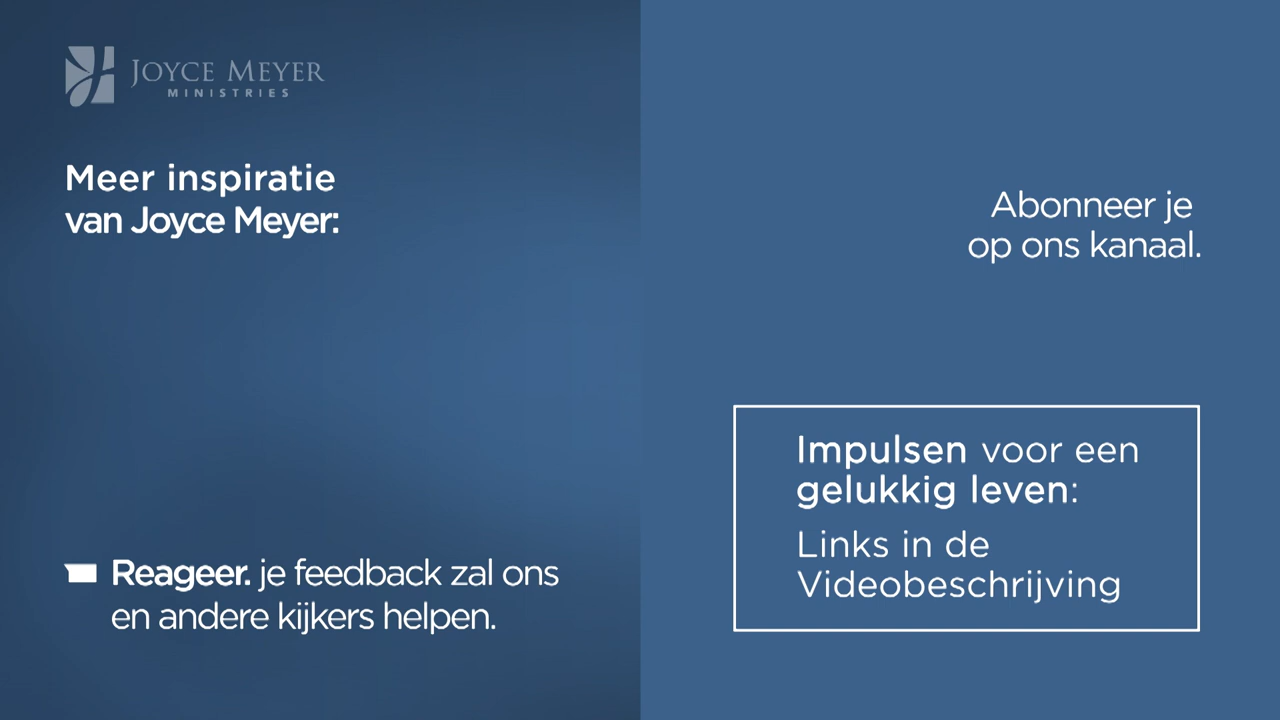 JOYCE MEYER
MINISTRIES
Meer inspiratie
van Joyce Meyer:
Abonneer je
op ons kanaal.
Impulsen voor een
gelukkig leven:
Links in de
Videobeschrijving
Reageer. je feedback zal ons
en andere kijkers helpen.